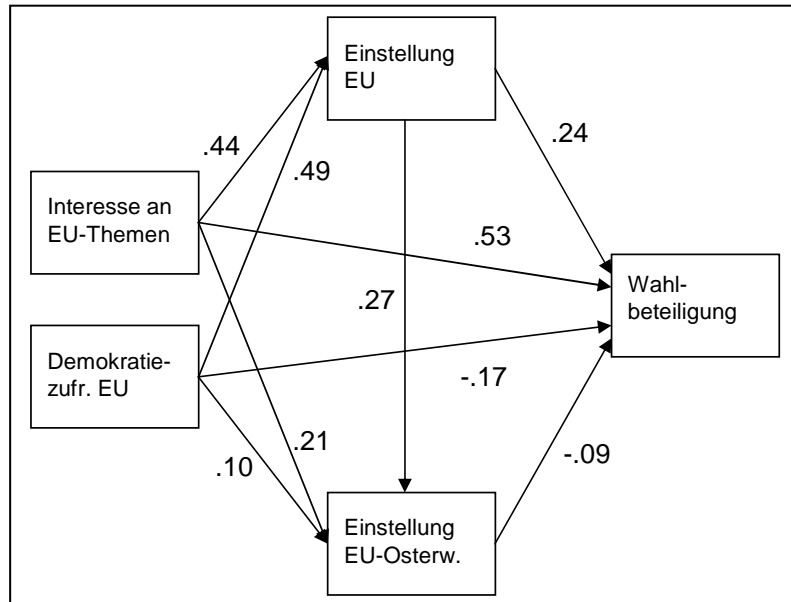 Einstellung
EU
.44
.49
.24
Interesse an
EU-Themen
.53
.27
Wahl-
beteiligung
Demokratie-
zufr. EU
-.17
.10
.21
-.09
Einstellung
EU-Osterw.